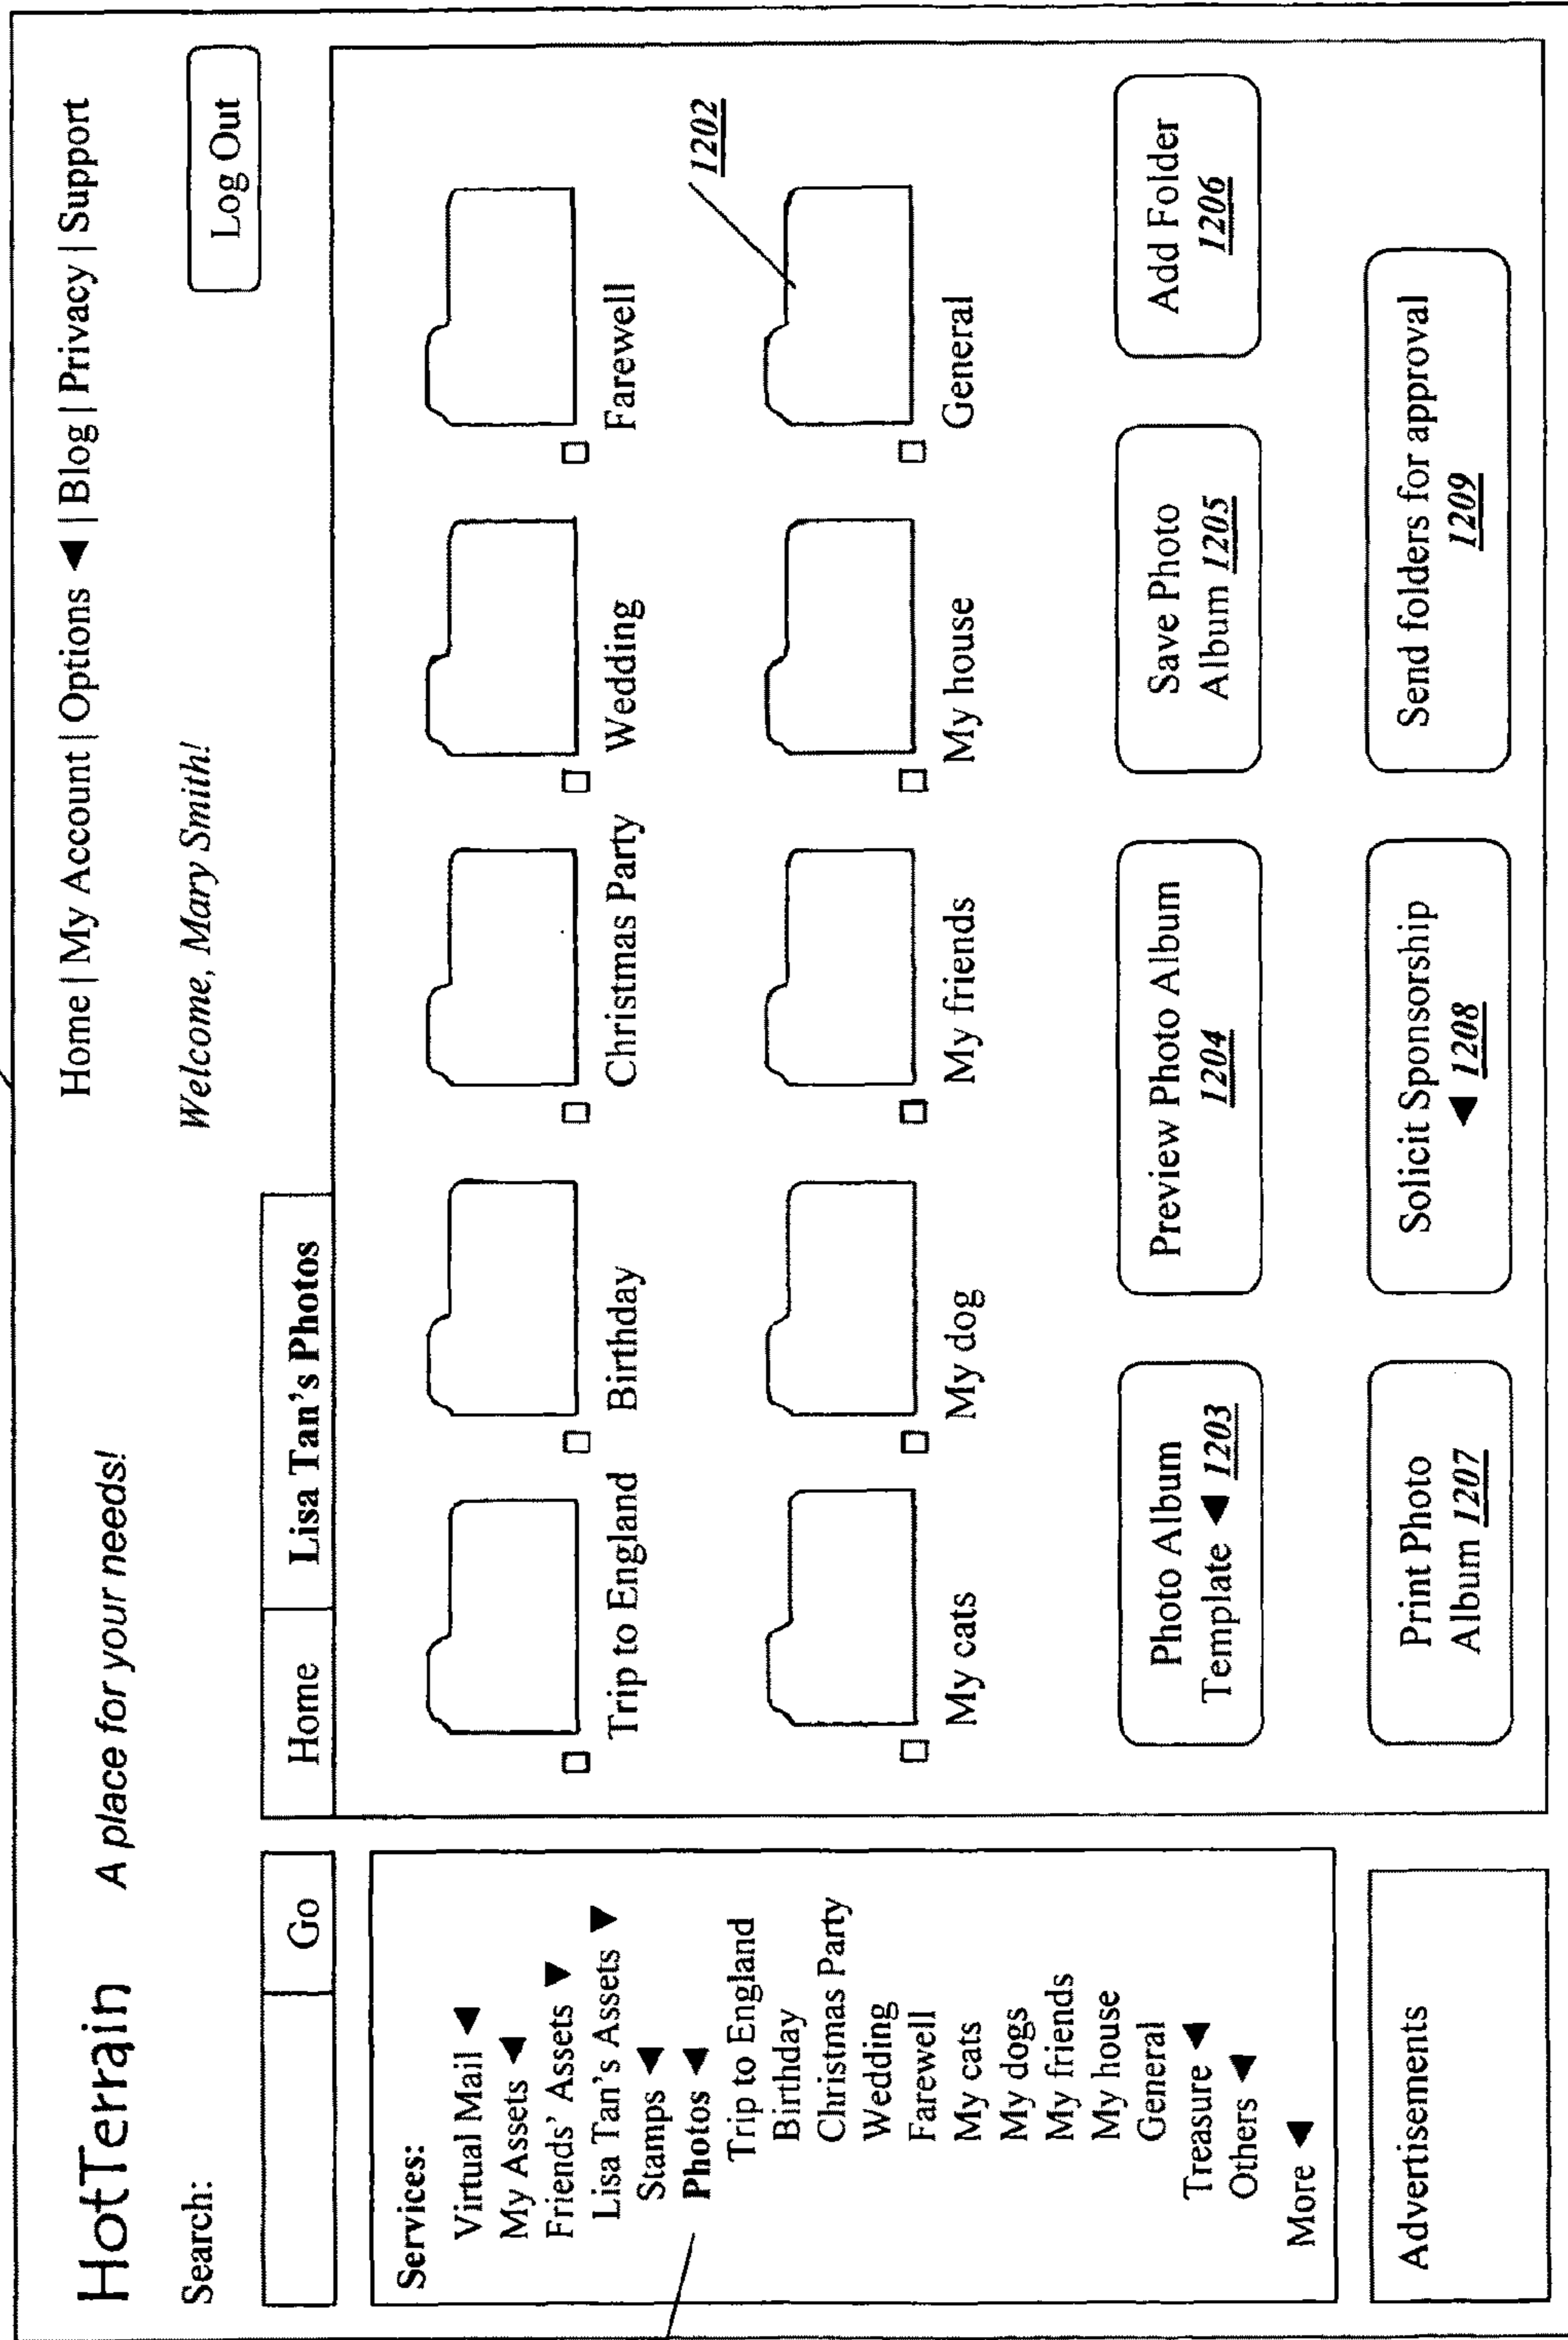 HotTerrain A place for your needs!
Home | My Account | Options ◀ | Blog | Privacy | Support
Search:
Welcome, Mary Smith!
Log Out
Go
Home
Lisa Tan's Photos
Services:
Virtual Mail ◀
My Assets ◀
Friends' Assets ▼
Lisa Tan's Assets ▼
Stamps ◀
Photos ◀
Trip to England
Birthday
Christmas Party
Wedding
Farewell
My cats
My dogs
My friends
My house
General
Treasure ◀
Others ◀
More ◀
Advertisements
Trip to England
Birthday
Christmas Party
Wedding
Farewell
1202
My cats
My dog
My friends
My house
General
Photo Album
Template ◀ 1203
Preview Photo Album
1204
Save Photo
Album 1205
Add Folder
1206
Print Photo
Album 1207
Solicit Sponsorship
◀ 1208
Send folders for approval
1209